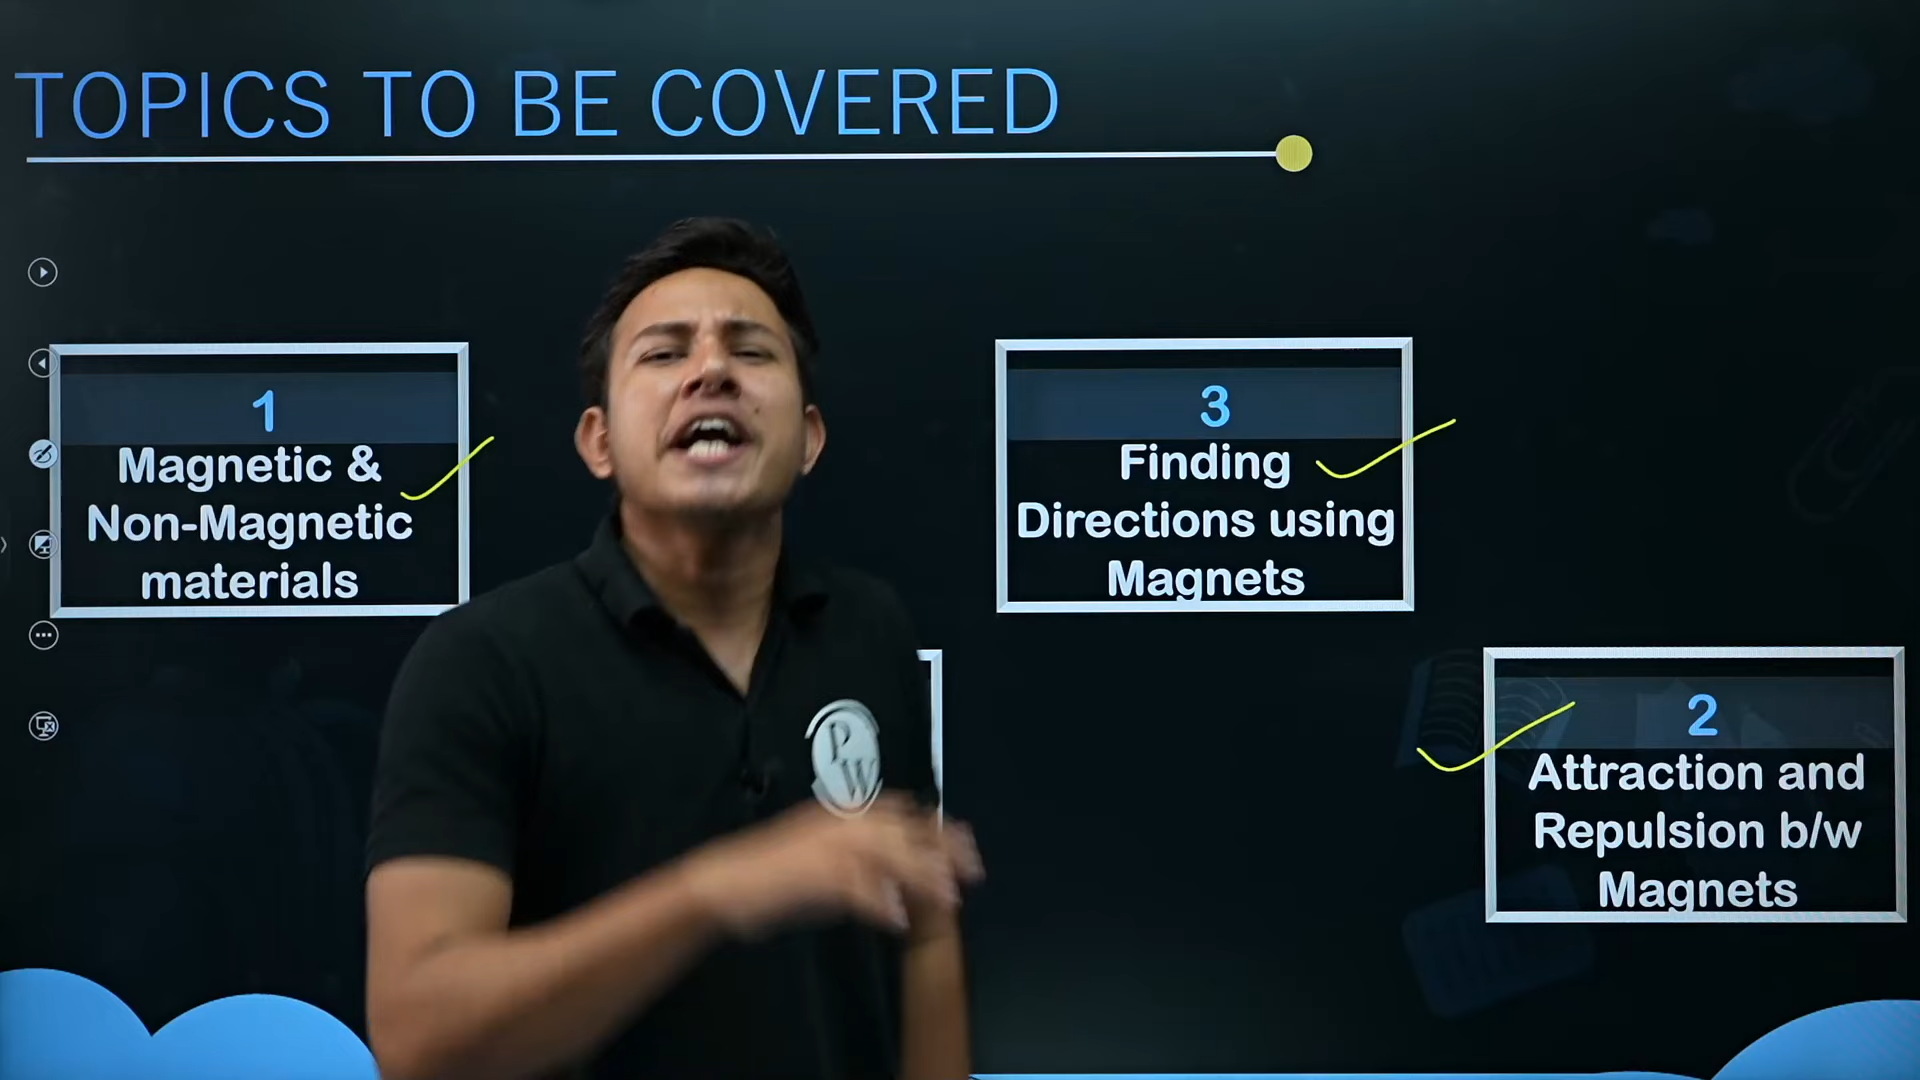 TOPICS TO BE COVERED
1
Magnetic &
Non-Magnetic
materials
3
Finding
Directions using
Magnets
2
Attraction and
Repulsion b/w
Magnets
P
W